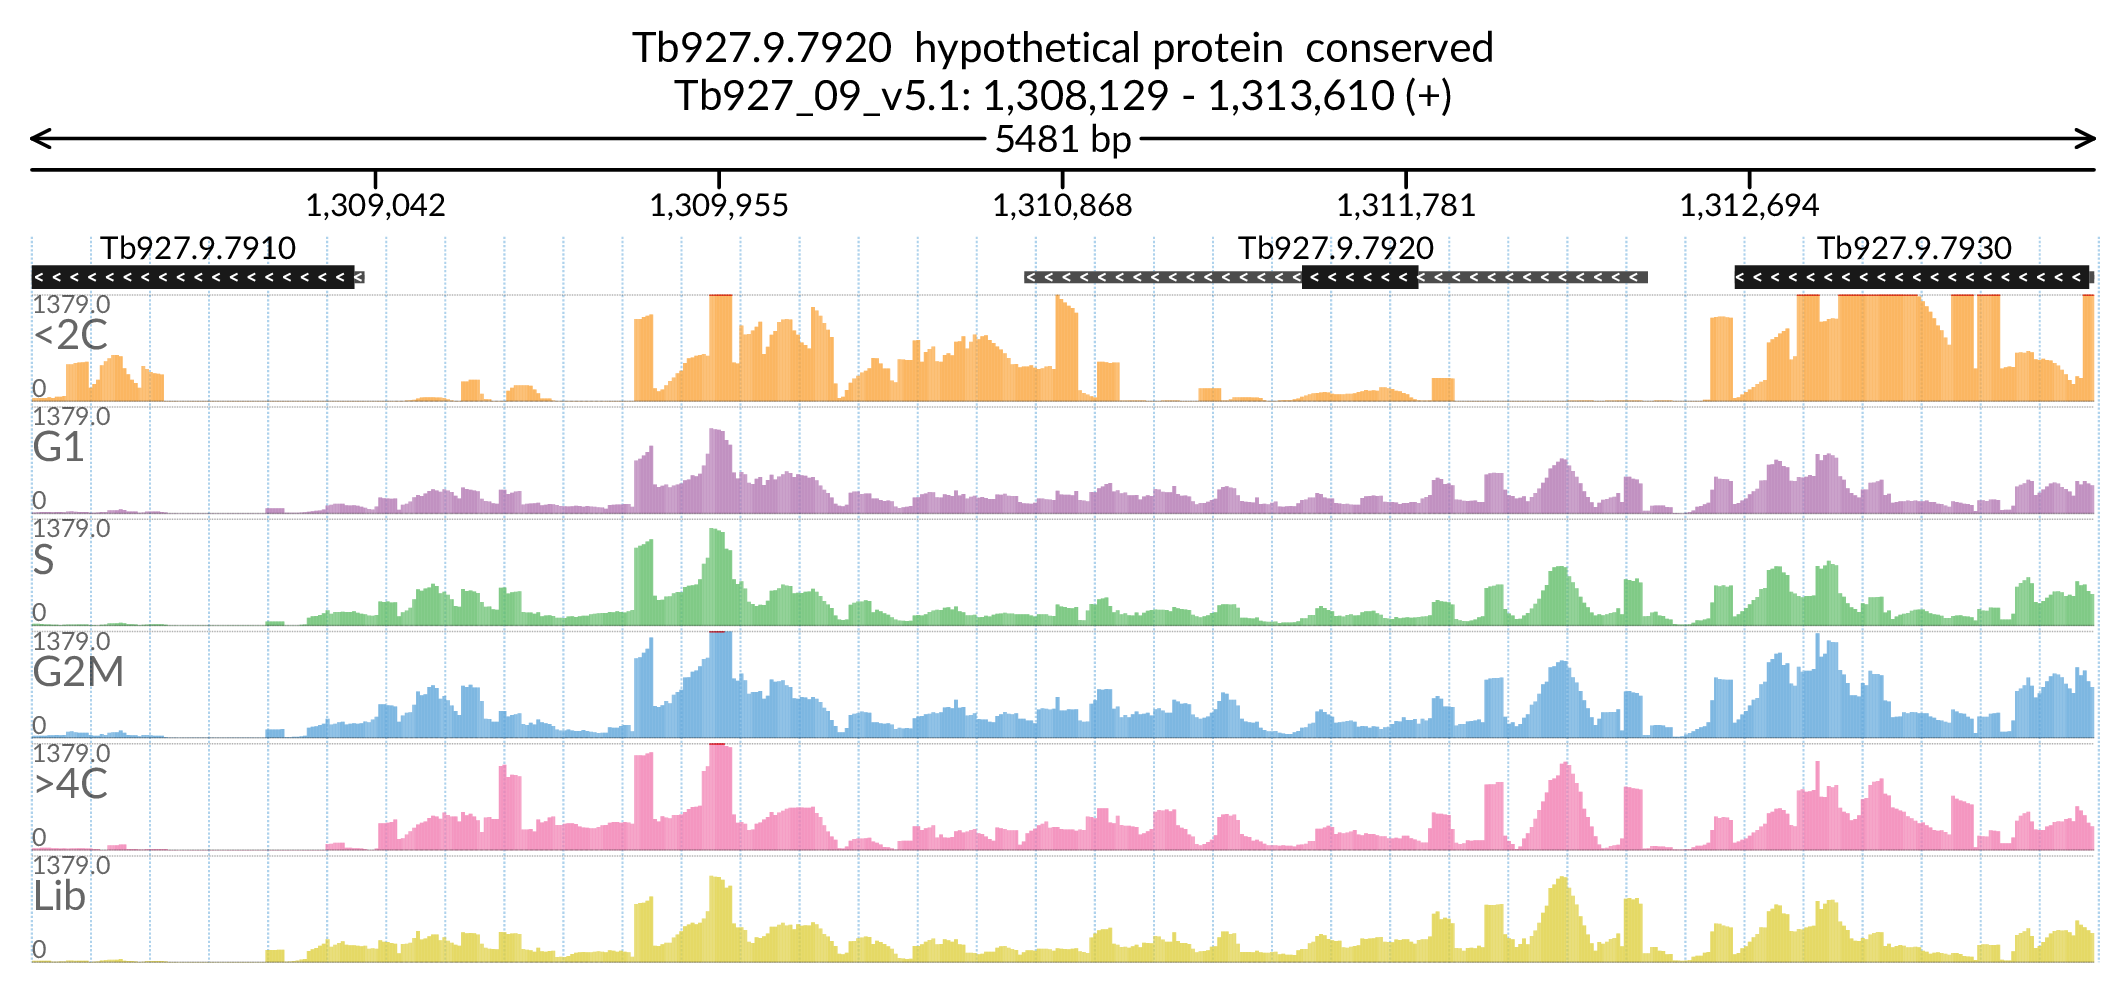 Tb927.9.7920 hypothetical protein conserved
Tb927_09_v5.1: 1,308,129 - 1,313,610 (+)
5481 bp
1,309,042 1,309,955 1,310,868 1,311,781 1,312,694
Tb927.9.7910 Tb927.9.7920 Tb927.9.7930
1379.0
<2C
0
1379.0
G1
0
1379.0
S
0
1379.0
G2M
0
1379.0
>4C
0
1379.0
Lib
0